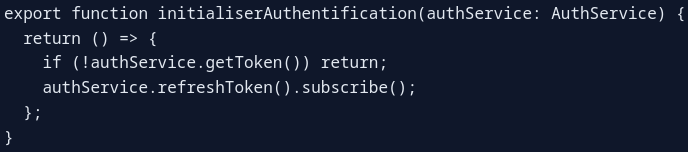 export function initialiserAuthentification(authService: AuthService) {
  return () => {
    if (!authService.getToken()) return;
    authService.refreshToken().subscribe();
  };
}